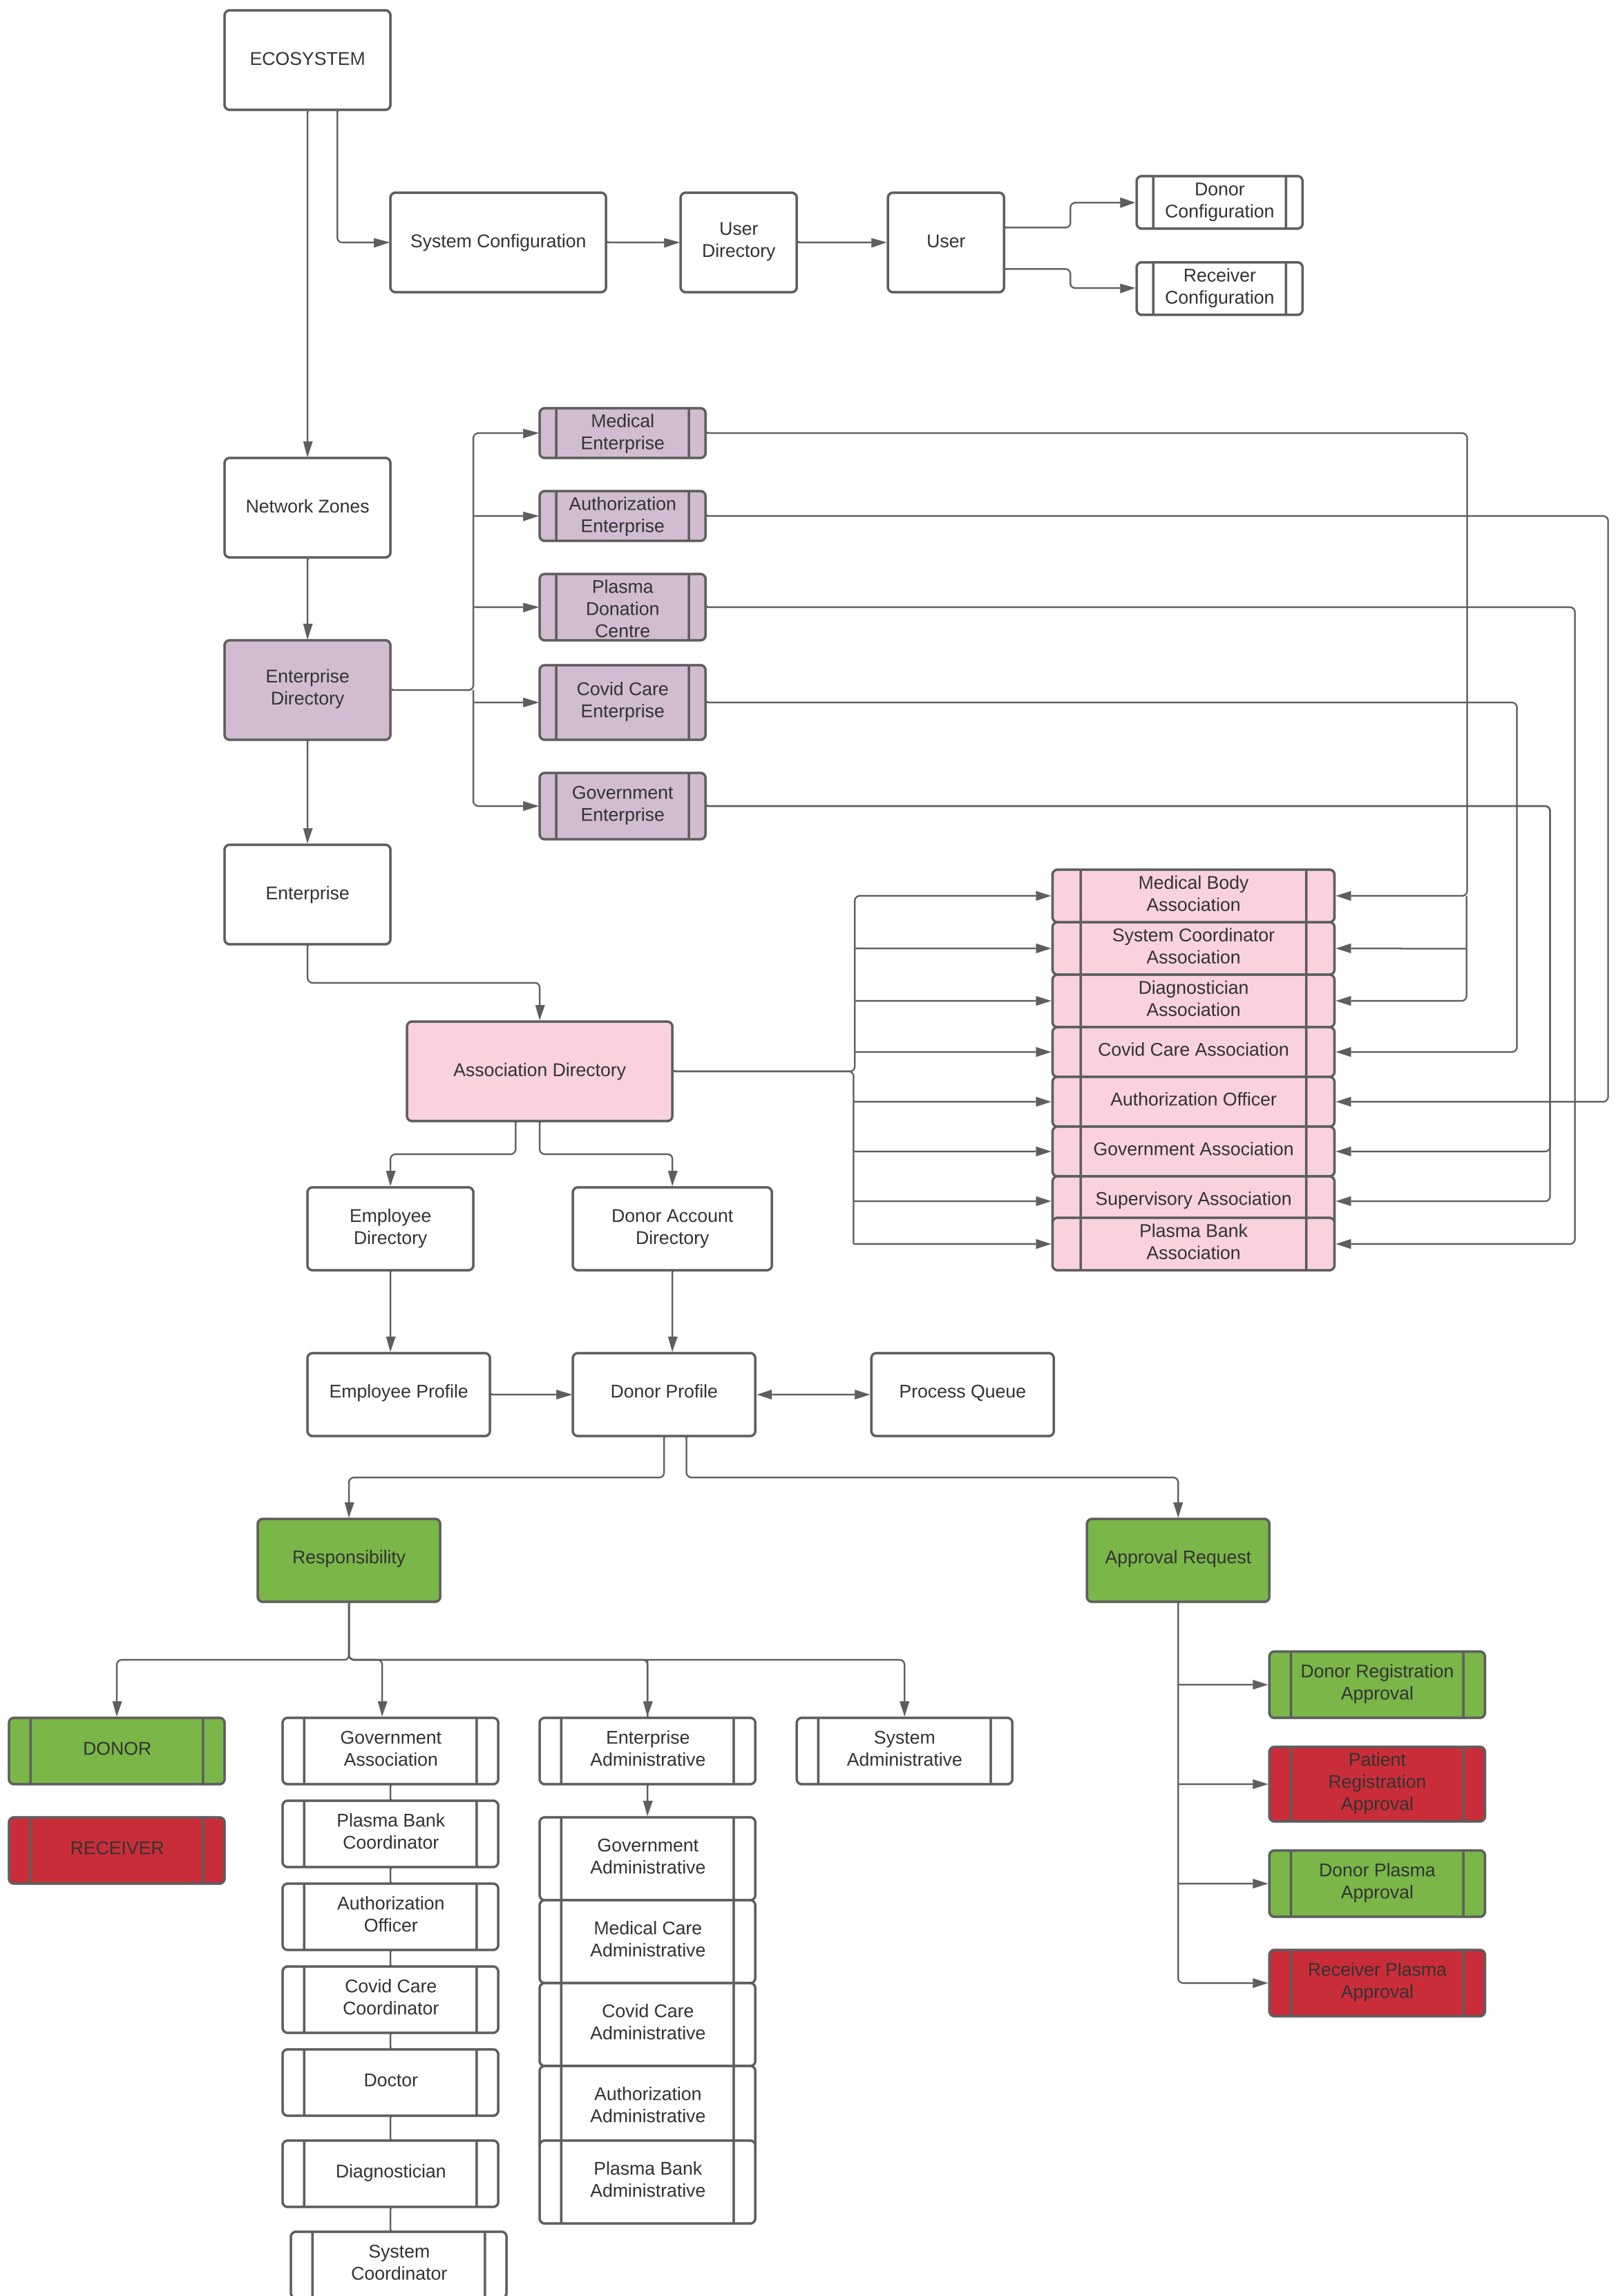 ECOSYSTEM
System Configuration
User
Directory
User
Donor
Configuration
Receiver
Configuration
Network Zones
Medical
Enterprise
Authorization
Enterprise
Plasma
Donation
Centre
Enterprise
Directory
Covid Care
Enterprise
Government
Enterprise
Enterprise
Medical Body
Association
System Coordinator
Association
Diagnostician
Association
Covid Care Association
Authorization Officer
Government Association
Supervisory Association
Plasma Bank
Association
Association Directory
Employee
Directory
Donor Account
Directory
Employee Profile
Donor Profile
Process Queue
Responsibility
Approval Request
DONOR
RECEIVER
Government
Association
Plasma Bank
Coordinator
Authorization
Officer
Covid Care
Coordinator
Doctor
Diagnostician
System
Coordinator
Enterprise
Administrative
Government
Administrative
Medical Care
Administrative
Covid Care
Administrative
Authorization
Administrative
Plasma Bank
Administrative
System
Administrative
Donor Registration
Approval
Patient
Registration
Approval
Donor Plasma
Approval
Receiver Plasma
Approval